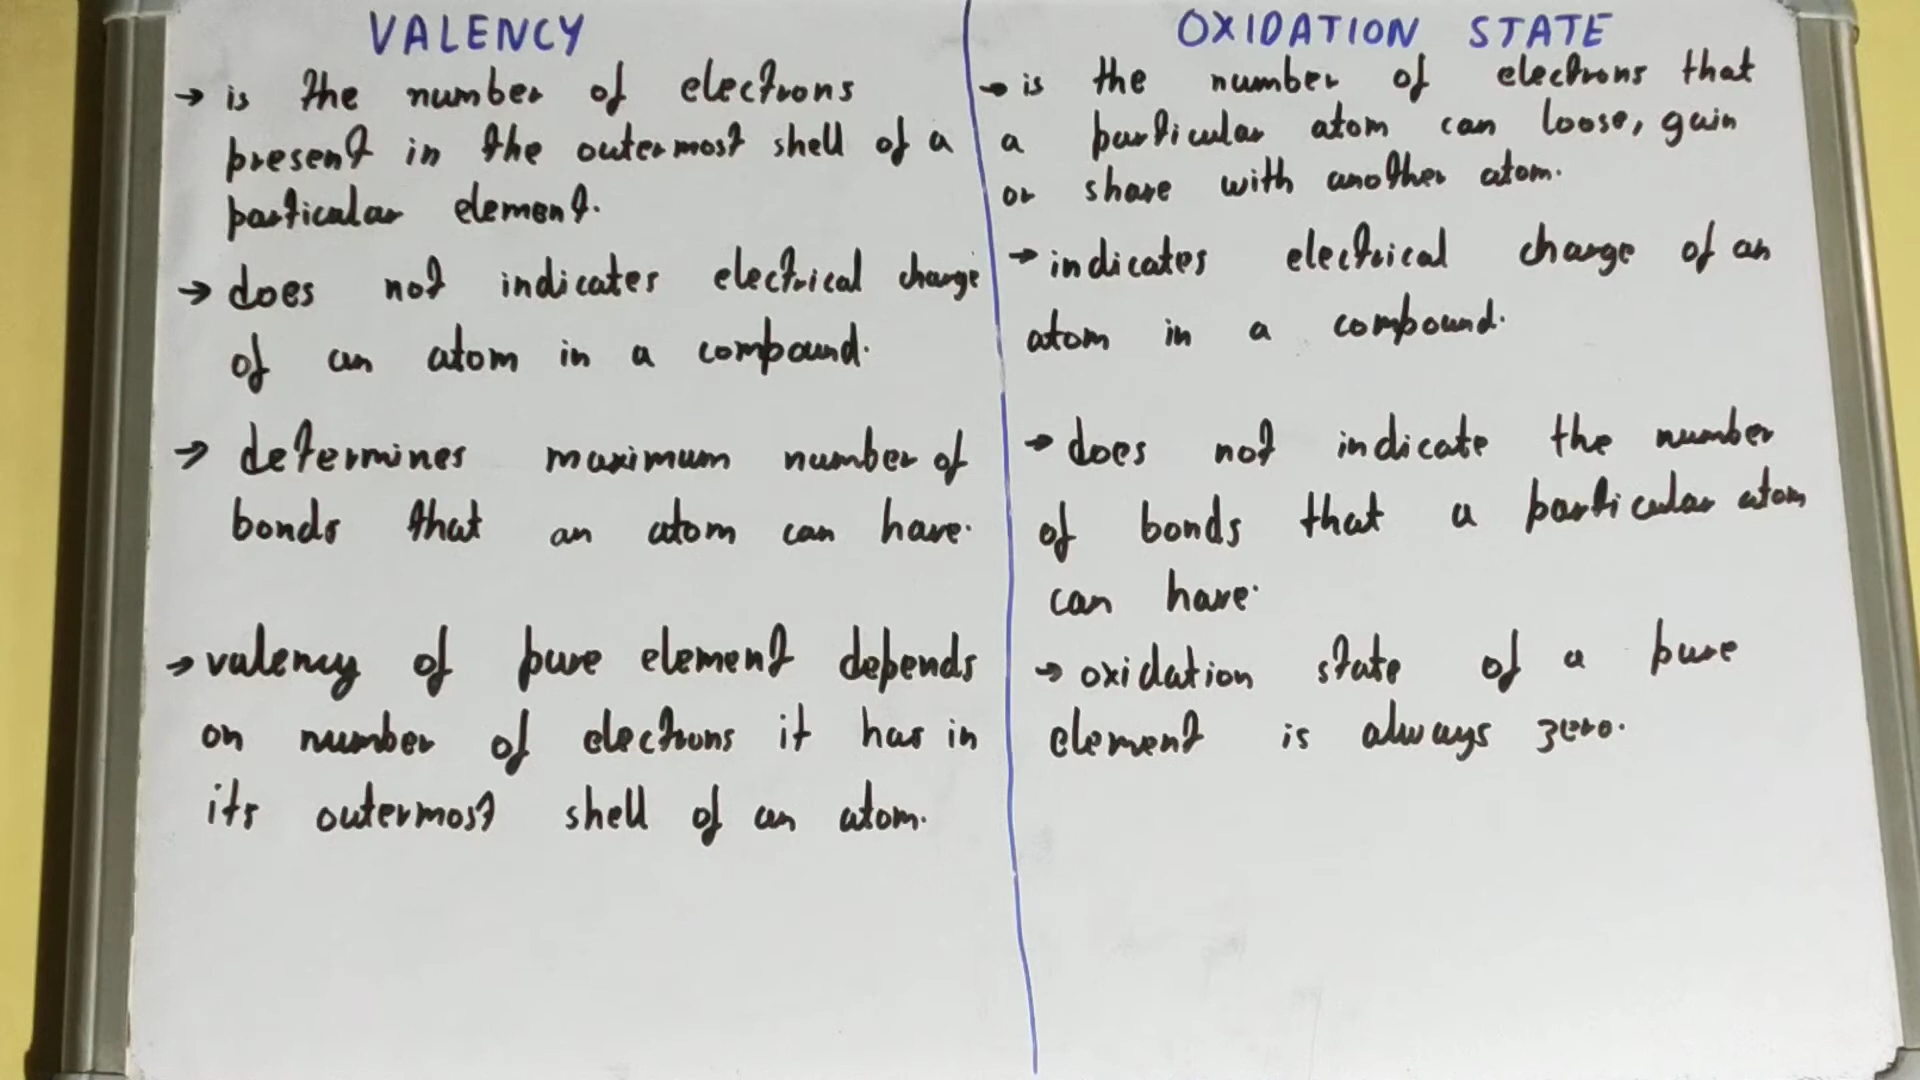 VALENCY
→ is the number of electrons
present in the outermost shell of a
particular element.
→ does not indicates electrical charge
of an atom in a compound.
→ determines maximum number of
bonds that an atom can have.
→ valency of pure element depends
on number of electrons it has in
its outermost shell of an atom.
OXIDATION STATE
→ is the number of electrons that
a particular atom can loose, gain
or share with another atom.
→ indicates electrical charge of an
atom in a compound.
→ does not indicate the number
of bonds that a particular atom
can have.
→ oxidation state of a pure
element is always zero.